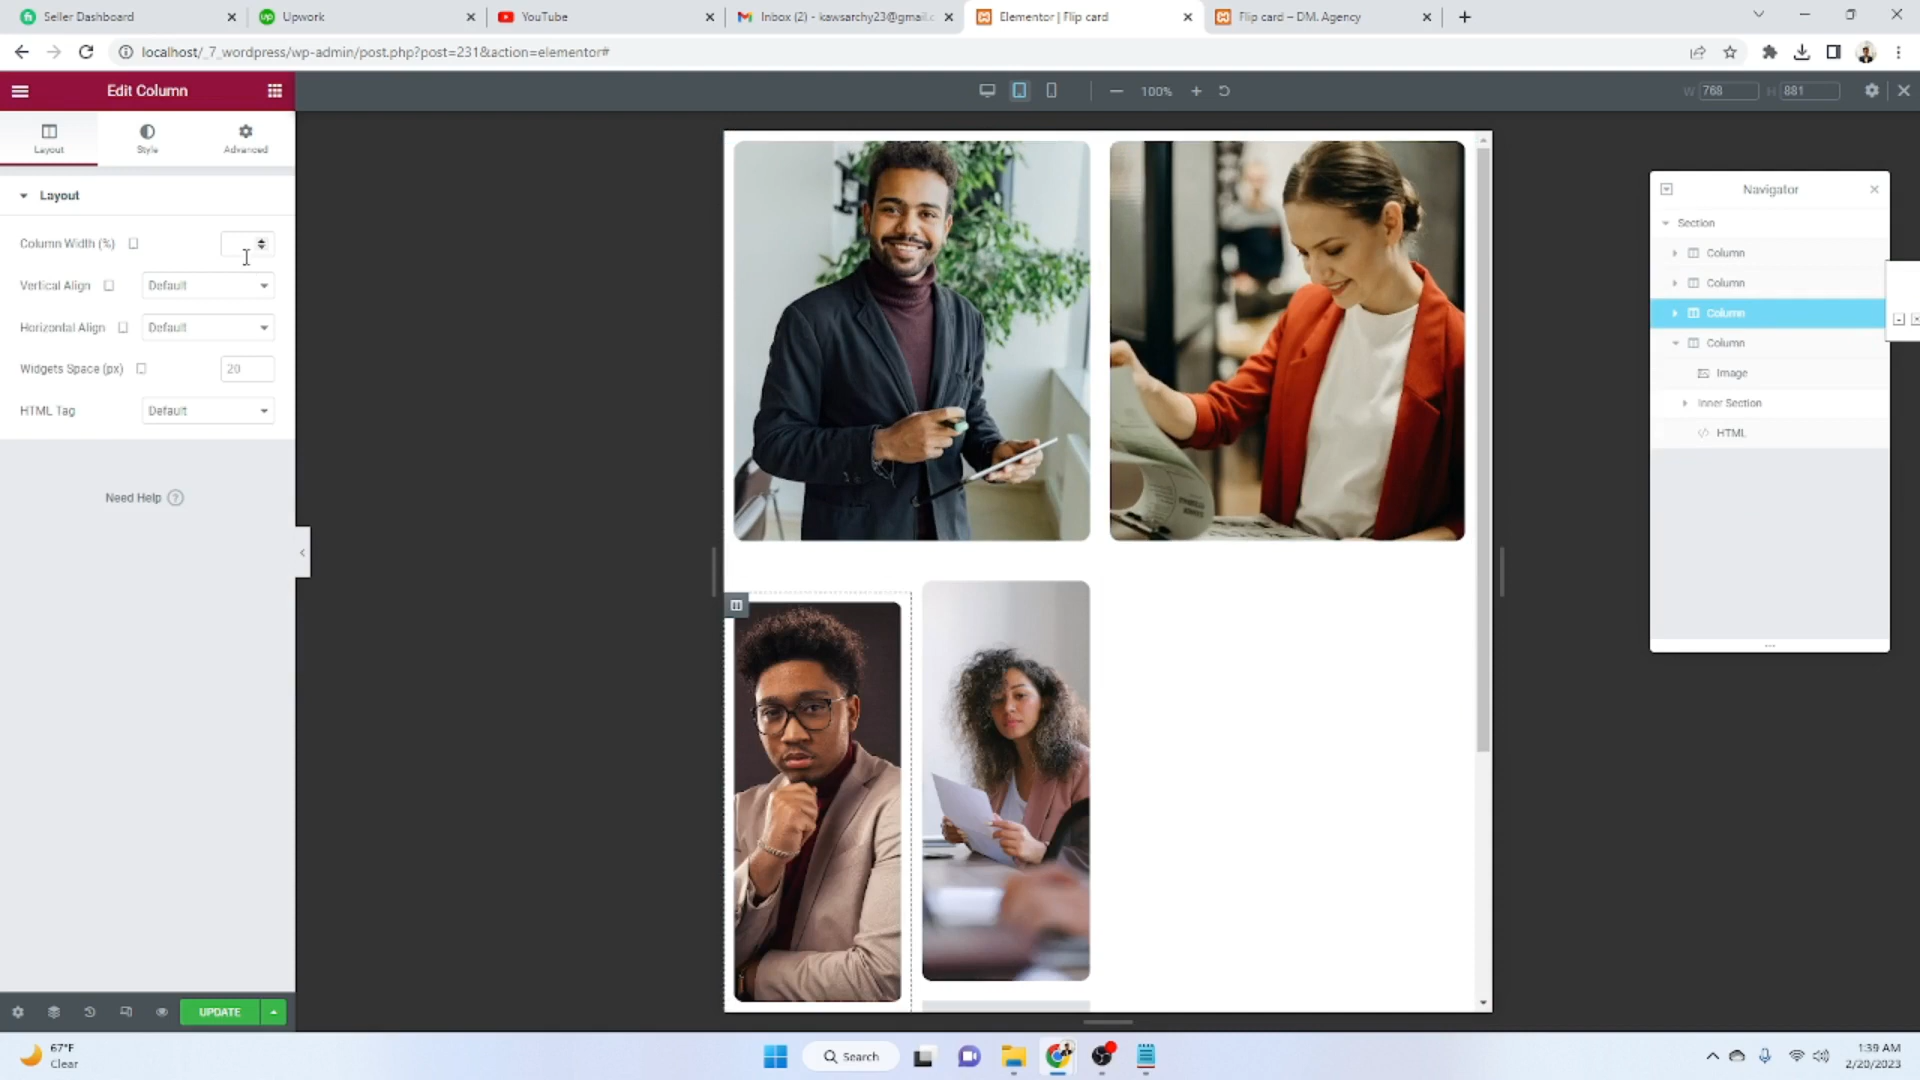 Seller Dashboard
Upwork
YouTube
Inbox (2) - kawsarchy23@gmail.c
Elementor | Flip card
Flip card – DM. Agency
localhost/_7_wordpress/wp-admin/post.php?post=231&action=elementor#
Edit Column
100%
W 768
H 881
Layout
Style
Advanced
Layout
Column Width (%)
Vertical Align
Default
Horizontal Align
Default
Widgets Space (px)
20
HTML Tag
Default
Need Help
Navigator
Section
Column
Column
Column
Column
Image
Inner Section
HTML
UPDATE
67°F
Clear
Search
1:39 AM
2/20/2023